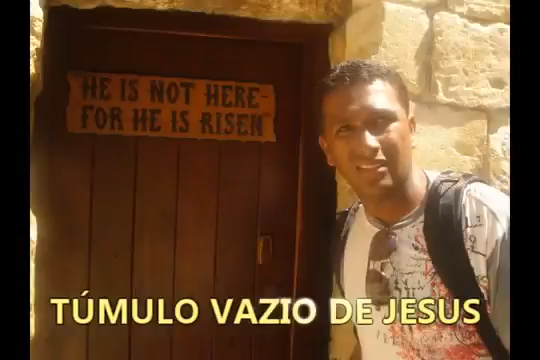 HE IS NOT HERE-
FOR HE IS RISEN
TÚMULO VAZIO DE JESUS